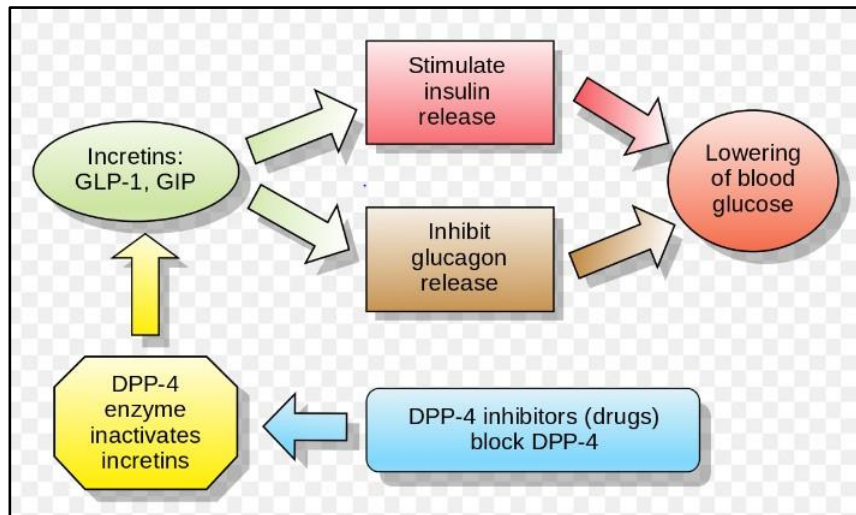 Stimulate
insulin
release
Incretins:
GLP-1, GIP
Lowering
of blood
glucose
Inhibit
glucagon
release
DPP-4
enzyme
inactivates
incretins
DPP-4 inhibitors (drugs)
block DPP-4